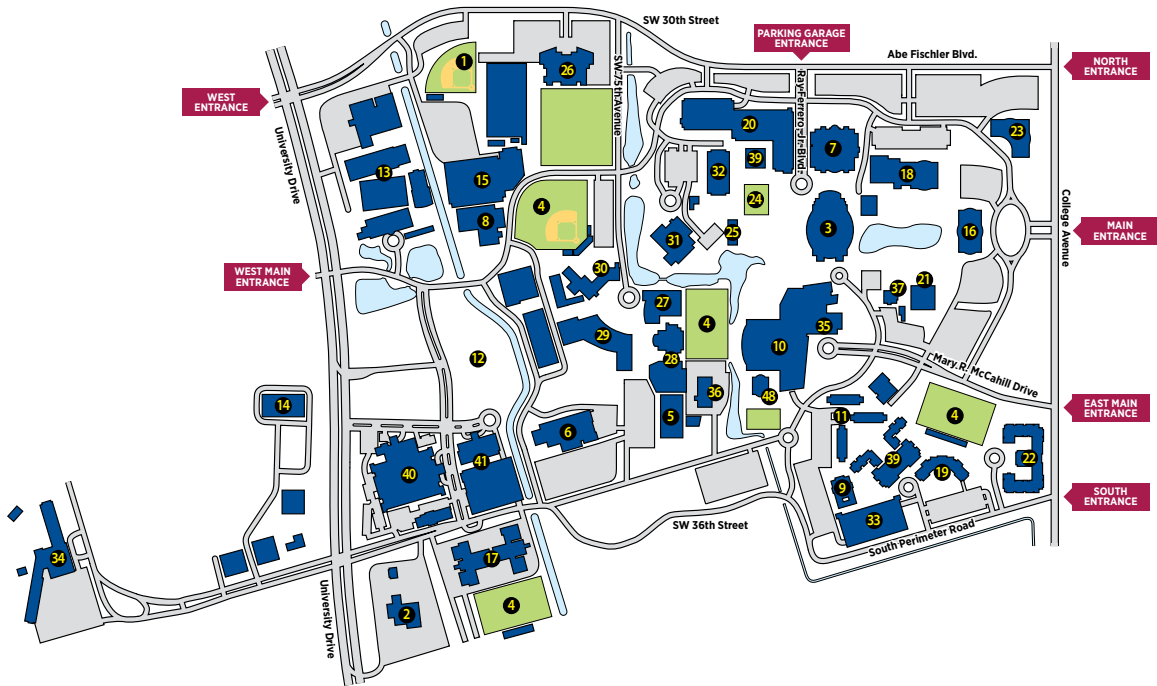 SW 30th Street
PARKING GARAGE
ENTRANCE
Abe Fischler Blvd.
NORTH
ENTRANCE
1
26
SW 75th Avenue
WEST
ENTRANCE
Ray Ferrero Jr. Blvd.
University Drive
20
23
7
39
13
32
18
15
24
College Avenue
4
8
25
3
16
MAIN
ENTRANCE
31
WEST MAIN
ENTRANCE
30
21
37
27
4
35
29
10
12
28
Mary R. McCahill Drive
36
48
14
5
11
4
EAST MAIN
ENTRANCE
6
41
40
39
22
19
9
SOUTH
ENTRANCE
33
SW 36th Street
South Perimeter Road
34
17
University Drive
2
4